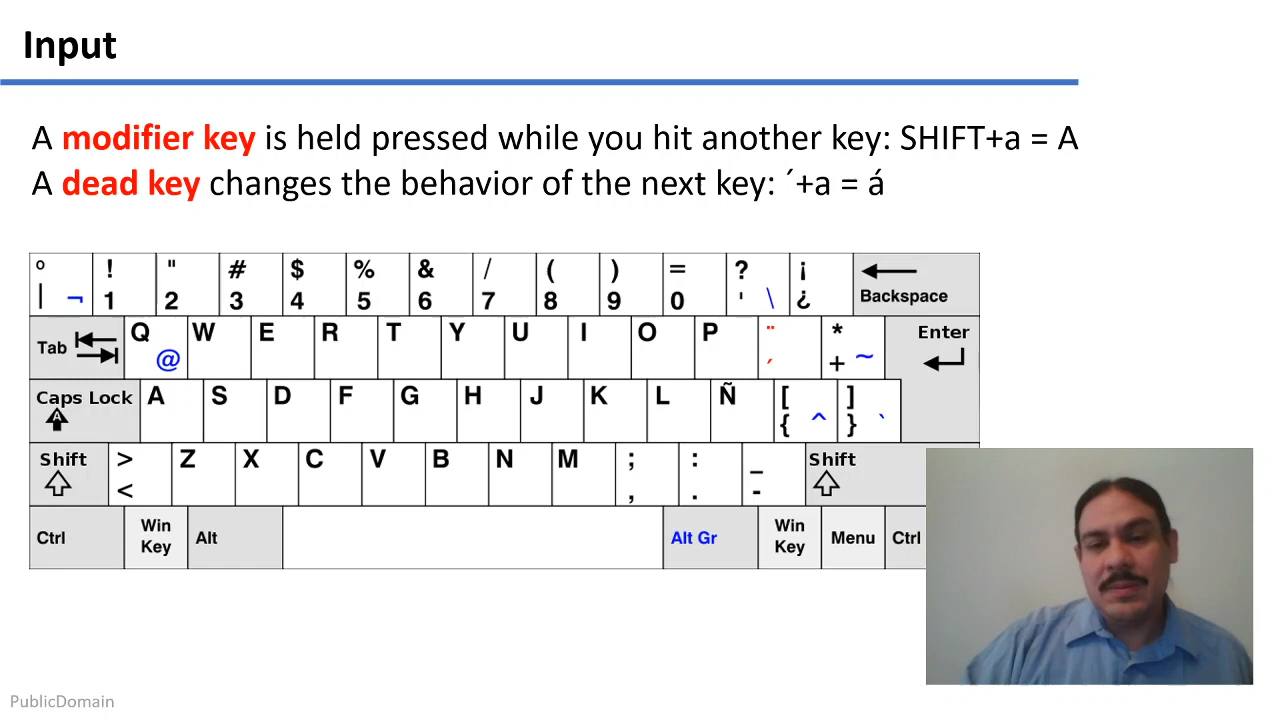 Input
A modifier key is held pressed while you hit another key: SHIFT+a = A
A dead key changes the behavior of the next key: ´+a = á
° ! " # $ % & / ( ) = ? ¡
| ¬ 1 2 3 4 5 6 7 8 9 0 ' \ ¿ Backspace
Tab Q @ W E R T Y U I O P ¨ ´ * + ~ Enter
Caps Lock A A S D F G H J K L Ñ [ { ^ ] } `
Shift > < Z X C V B N M ; , : . _ - Shift
Ctrl Win Key Alt Alt Gr Win Key Menu Ctrl
PublicDomain